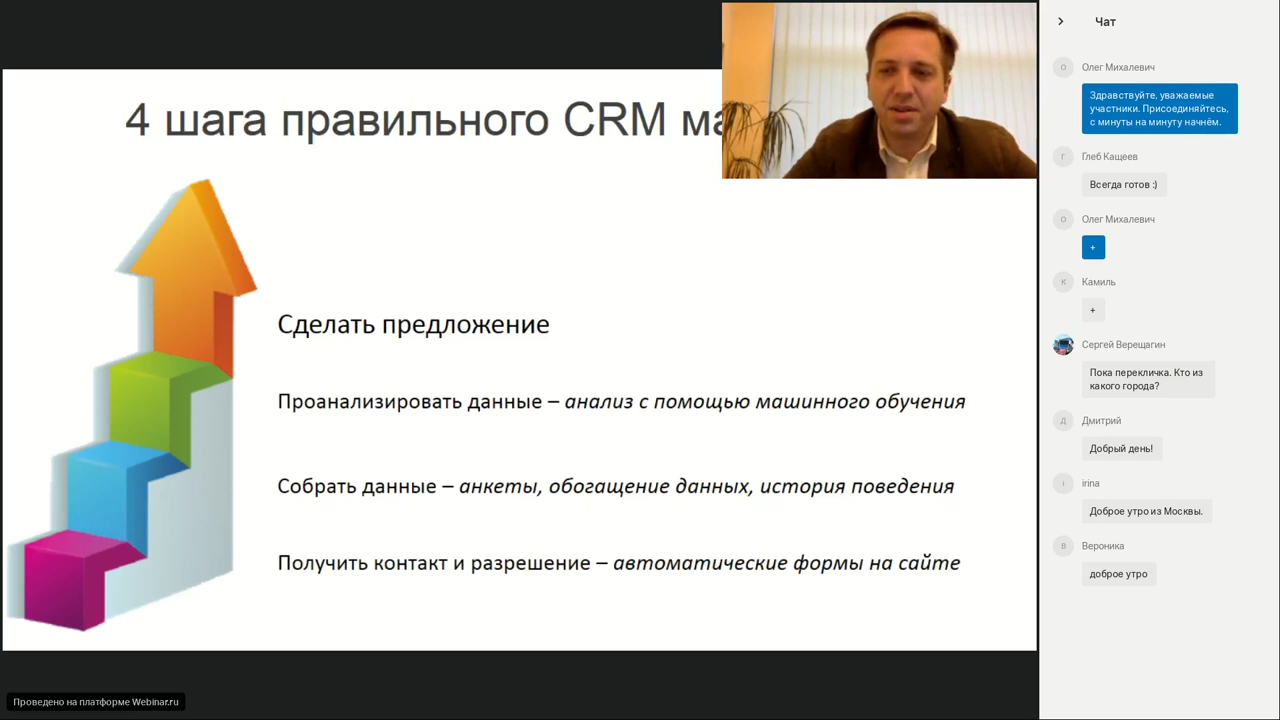 4 шага правильного CRM ма
Сделать предложение
Проанализировать данные – анализ с помощью машинного обучения
Собрать данные – анкеты, обогащение данных, история поведения
Получить контакт и разрешение – автоматические формы на сайте
Проведено на платформе Webinar.ru
Чат
О
Олег Михалевич
Здравствуйте, уважаемые
участники. Присоединяйтесь,
с минуты на минуту начнём.
Г
Глеб Кащеев
Всегда готов :)
О
Олег Михалевич
+
К
Камиль
+
Сергей Верещагин
Пока перекличка. Кто из
какого города?
Д
Дмитрий
Добрый день!
I
irina
Доброе утро из Москвы.
В
Вероника
доброе утро